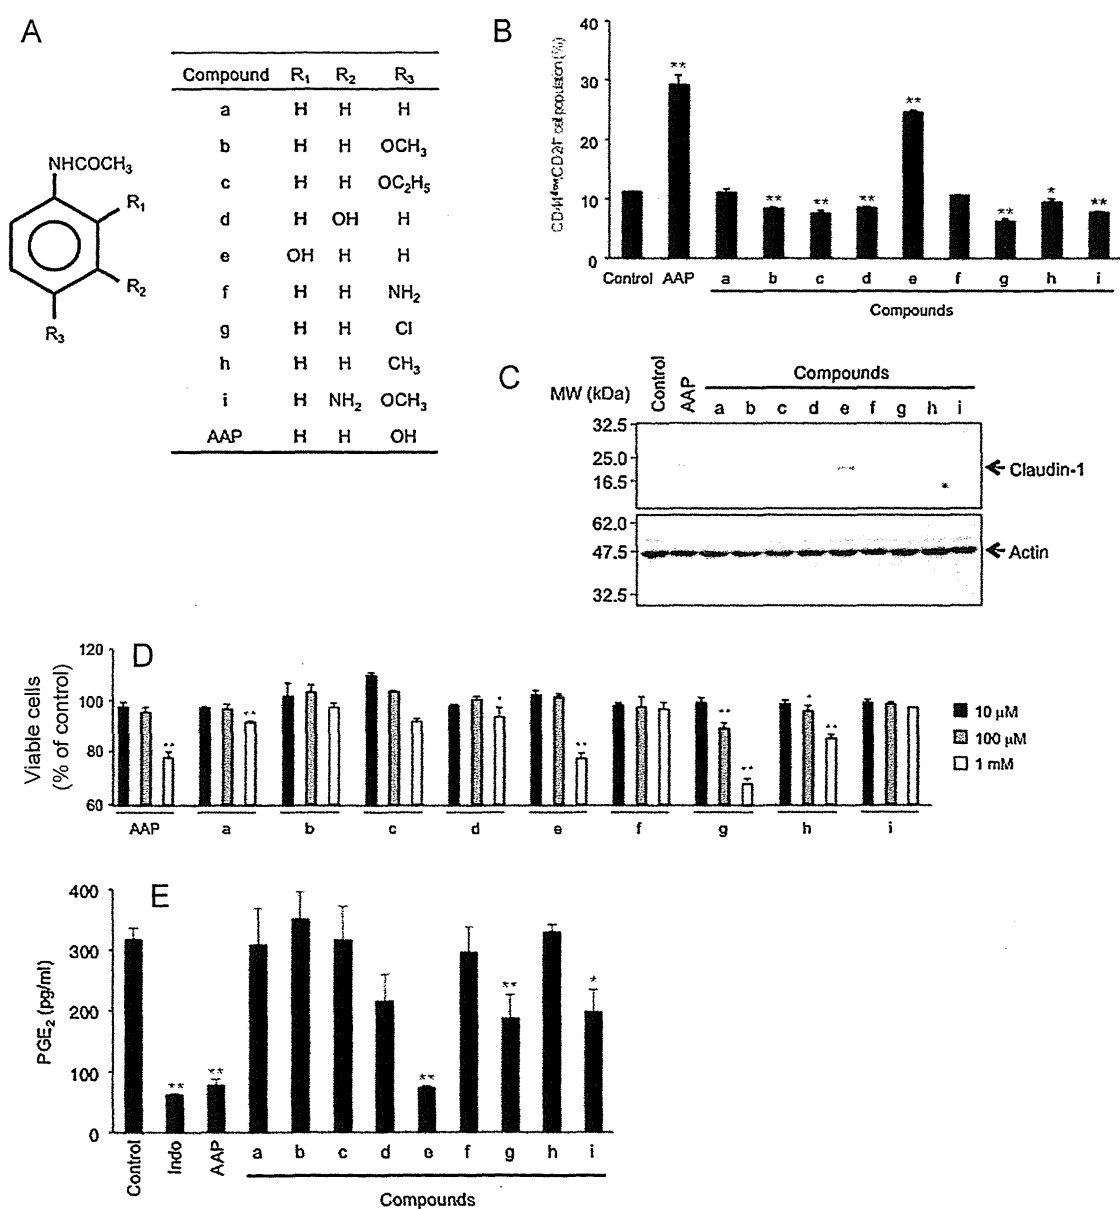 A
Compound R₁ R₂ R₃
a H H H
b H H OCH₃
c H H OC₂H₅
d H OH H
e OH H H
f H H NH₂
g H H Cl
h H H CH₃
i H NH₂ OCH₃
AAP H H OH
NHCOCH₃
R₁
R₂
R₃
B
cell population (%)
40
30
20
10
0
** ** ** ** ** ** * **
Control AAP a b c d e f g h i
Compounds
C
MW (kDa)
Control
AAP
Compounds
a b c d e f g h i
32.5
25.0
16.5
Claudin-1
*
62.0
47.5
32.5
Actin
D
Viable cells
(% of control)
120
100
80
60
** ** * ** ** ** * **
AAP a b c d e f g h i
10 μM
100 μM
1 mM
E
PGE₂ (pg/ml)
400
300
200
100
0
** ** ** ** *
Control Indo AAP a b c d e f g h i
Compounds